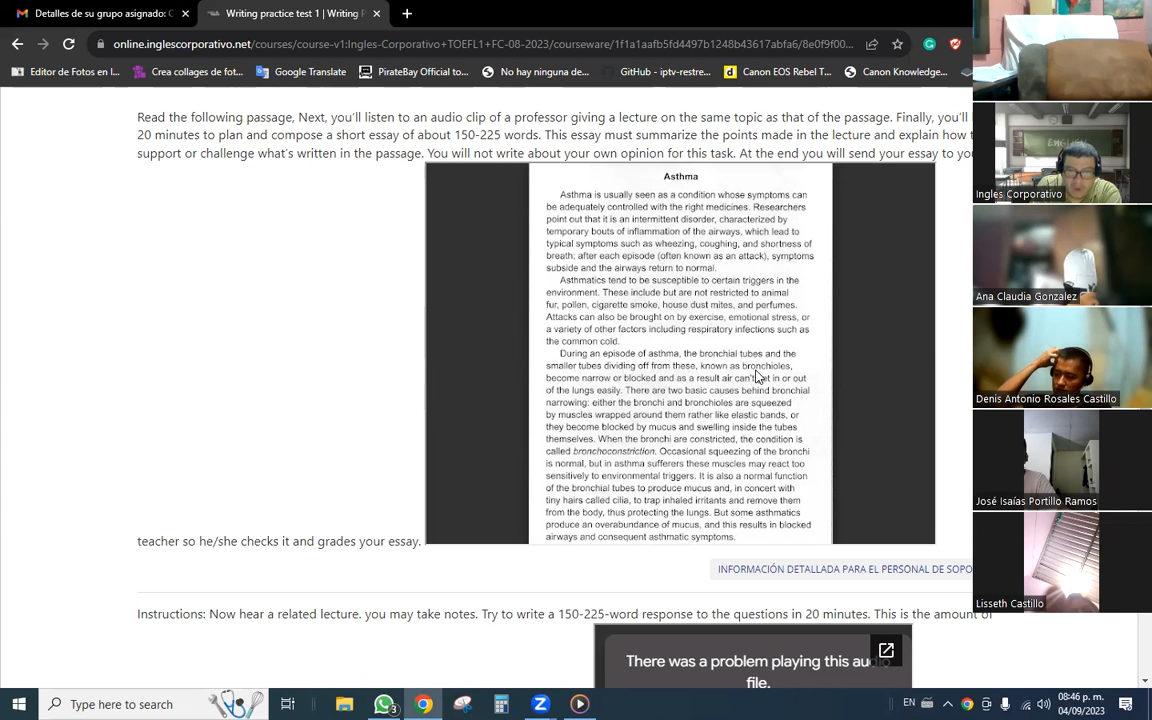 Detalles de su grupo asignado: C
Writing practice test 1 | Writing P
online.inglescorporativo.net/courses/course-v1:Ingles-Corporativo+TOEFL1+FC-08-2023/courseware/1f1a1aafb5fd4497b1248b43617abfa6/8e0f9f00...
Editor de Fotos en l...
Crea collages de fot...
Google Translate
PirateBay Official to...
No hay ninguna de...
GitHub - iptv-restre...
Canon EOS Rebel T...
Canon Knowledge...
Read the following passage, Next, you'll listen to an audio clip of a professor giving a lecture on the same topic as that of the passage. Finally, you'll
20 minutes to plan and compose a short essay of about 150-225 words. This essay must summarize the points made in the lecture and explain how t
support or challenge what's written in the passage. You will not write about your own opinion for this task. At the end you will send your essay to you
Asthma
Asthma is usually seen as a condition whose symptoms can
be adequately controlled with the right medicines. Researchers
point out that it is an intermittent disorder, characterized by
temporary bouts of inflammation of the airways, which lead to
typical symptoms such as wheezing, coughing, and shortness of
breath; after each episode (often known as an attack), symptoms
subside and the airways return to normal.
Asthmatics tend to be susceptible to certain triggers in the
environment. These include but are not restricted to animal
fur, pollen, cigarette smoke, house dust mites, and perfumes.
Attacks can also be brought on by exercise, emotional stress, or
a variety of other factors including respiratory infections such as
the common cold.
During an episode of asthma, the bronchial tubes and the
smaller tubes dividing off from these, known as bronchioles,
become narrow or blocked and as a result air can't get in or out
of the lungs easily. There are two basic causes behind bronchial
narrowing: either the bronchi and bronchioles are squeezed
by muscles wrapped around them rather like elastic bands, or
they become blocked by mucus and swelling inside the tubes
themselves. When the bronchi are constricted, the condition is
called bronchoconstriction. Occasional squeezing of the bronchi
is normal, but in asthma sufferers these muscles may react too
sensitively to environmental triggers. It is also a normal function
of the bronchial tubes to produce mucus and, in concert with
tiny hairs called cilia, to trap inhaled irritants and remove them
from the body, thus protecting the lungs. But some asthmatics
produce an overabundance of mucus, and this results in blocked
airways and consequent asthmatic symptoms.
teacher so he/she checks it and grades your essay.
INFORMACIÓN DETALLADA PARA EL PERSONAL DE SOPO
Instructions: Now hear a related lecture. you may take notes. Try to write a 150-225-word response to the questions in 20 minutes. This is the amount of
There was a problem playing this audio
file.
ENGLISH
Ingles Corporativo
Ana Claudia Gonzalez
Denis Antonio Rosales Castillo
José Isaías Portillo Ramos
Lisseth Castillo
Type here to search
3
EN
08:46 p. m.
04/09/2023